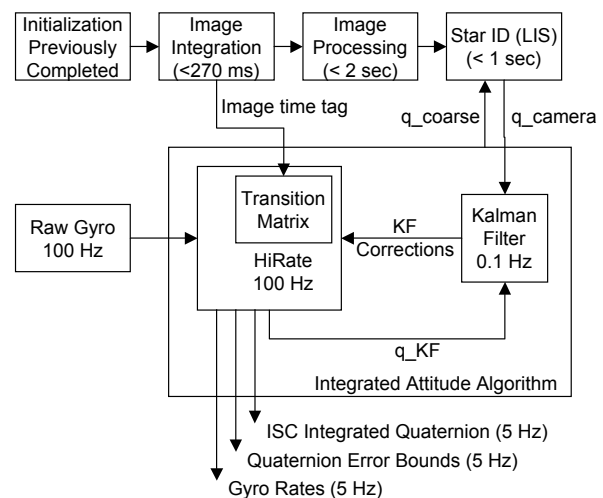 Initialization
Previously
Completed
Image
Integration
(<270 ms)
Image
Processing
(< 2 sec)
Star ID (LIS)
(< 1 sec)
Image time tag
q_coarse
q_camera
Transition
Matrix
Raw Gyro
100 Hz
HiRate
100 Hz
KF
Corrections
Kalman
Filter
0.1 Hz
q_KF
Integrated Attitude Algorithm
ISC Integrated Quaternion (5 Hz)
Quaternion Error Bounds (5 Hz)
Gyro Rates (5 Hz)